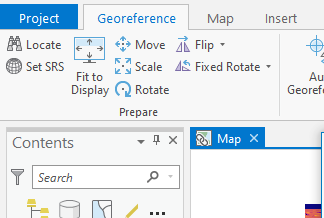 Project Georeference Map Insert
Locate Move Flip
Set SRS Fit to Display Scale Fixed Rotate
Rotate
Prepare
Contents
Map
Search